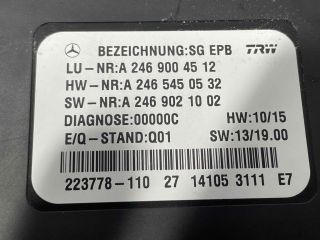 BEZEICHNUNG:SG EPB TRW
LU-NR:A 246 900 45 12
HW-NR:A 246 545 05 32
SW-NR:A 246 902 10 02
DIAGNOSE:00000C HW:10/15
E/Q-STAND:Q01 SW:13/19.00
223778-110 27 14105 3111 E7